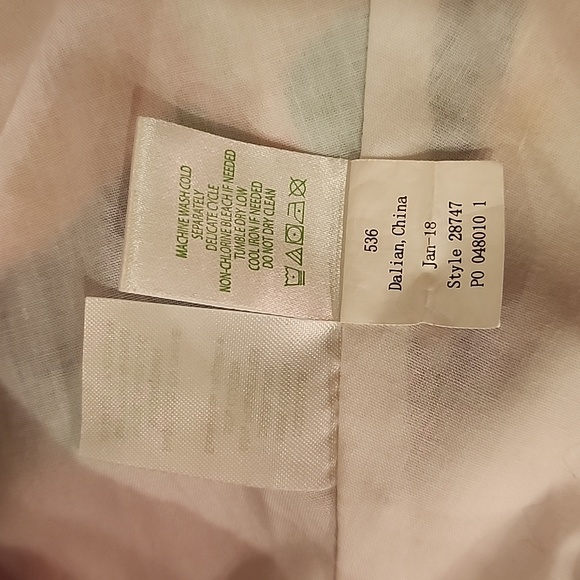 MACHINE WASH COLD
SEPARATELY
DELICATE CYCLE
NON-CHLORINE BLEACH IF NEEDED
TUMBLE DRY LOW
COOL IRON IF NEEDED
DO NOT DRY CLEAN
536
Dalian, China
Jan-18
Style 28747
PO 048010 1